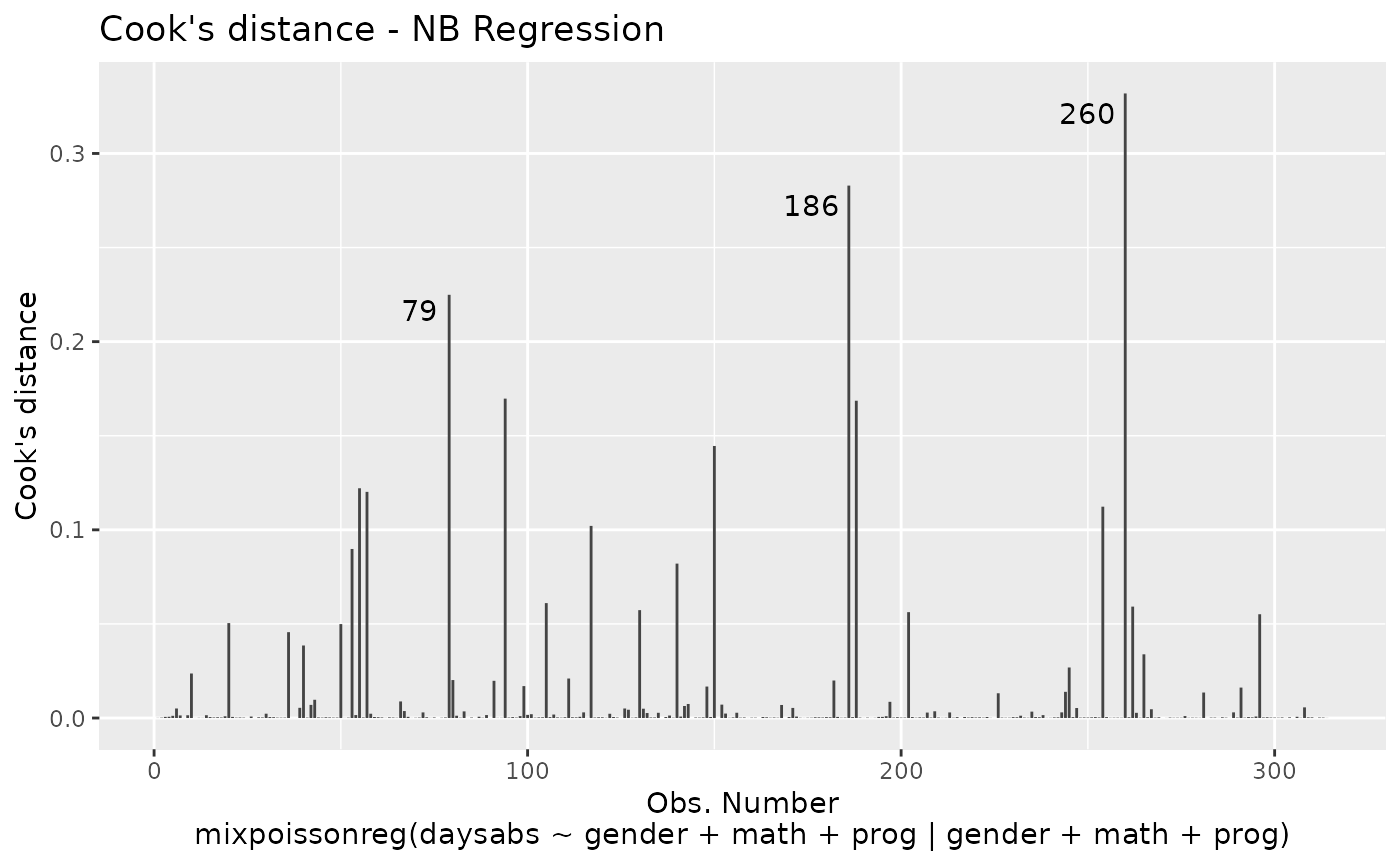 Cook's distance - NB Regression
260
0.3
186
79
0.2
Cook's distance
0.1
0.0
0 100 200 300
Obs. Number
mixpoissonreg(daysabs ~ gender + math + prog | gender + math + prog)